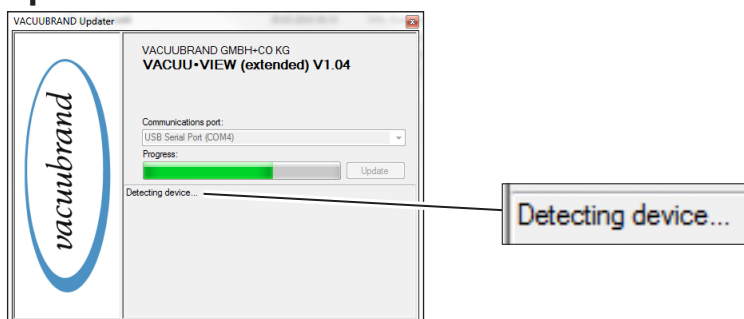 VACUUBRAND Updater
vacuubrand
VACUUBRAND GMBH+CO KG
VACUU•VIEW (extended) V1.04
Communications port:
USB Serial Port (COM4)
Progress:
Update
Detecting device...
Detecting device...